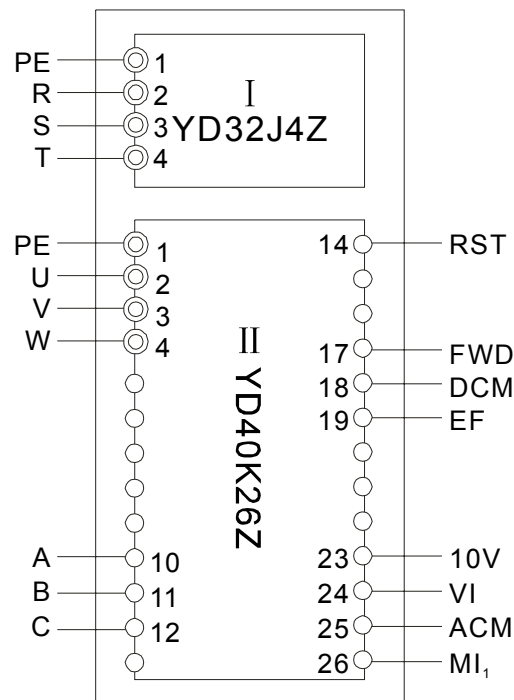 PE 1
R 2
S 3
T 4
I
YD32J4Z
PE 1
U 2
V 3
W 4
A 10
B 11
C 12
II YD40K26Z
14 RST
17 FWD
18 DCM
19 EF
23 10V
24 VI
25 ACM
26 MI₁